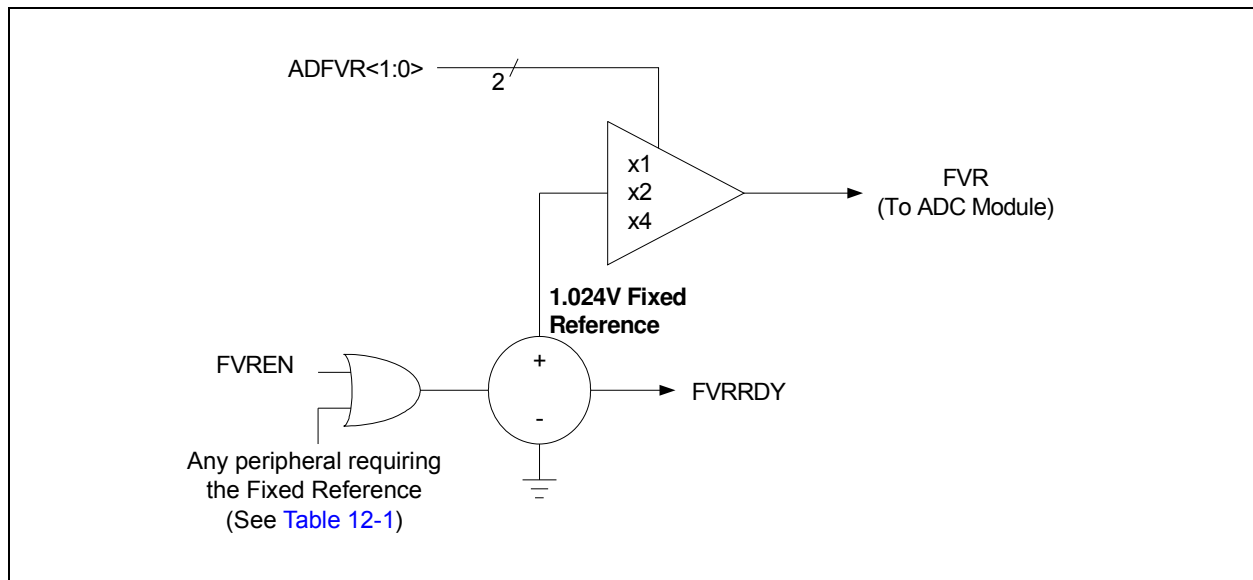 ADFVR<1:0>
2
x1
x2
x4
FVR
(To ADC Module)
1.024V Fixed
Reference
FVREN
+
-
FVRRDY
Any peripheral requiring
the Fixed Reference
(See Table 12-1)